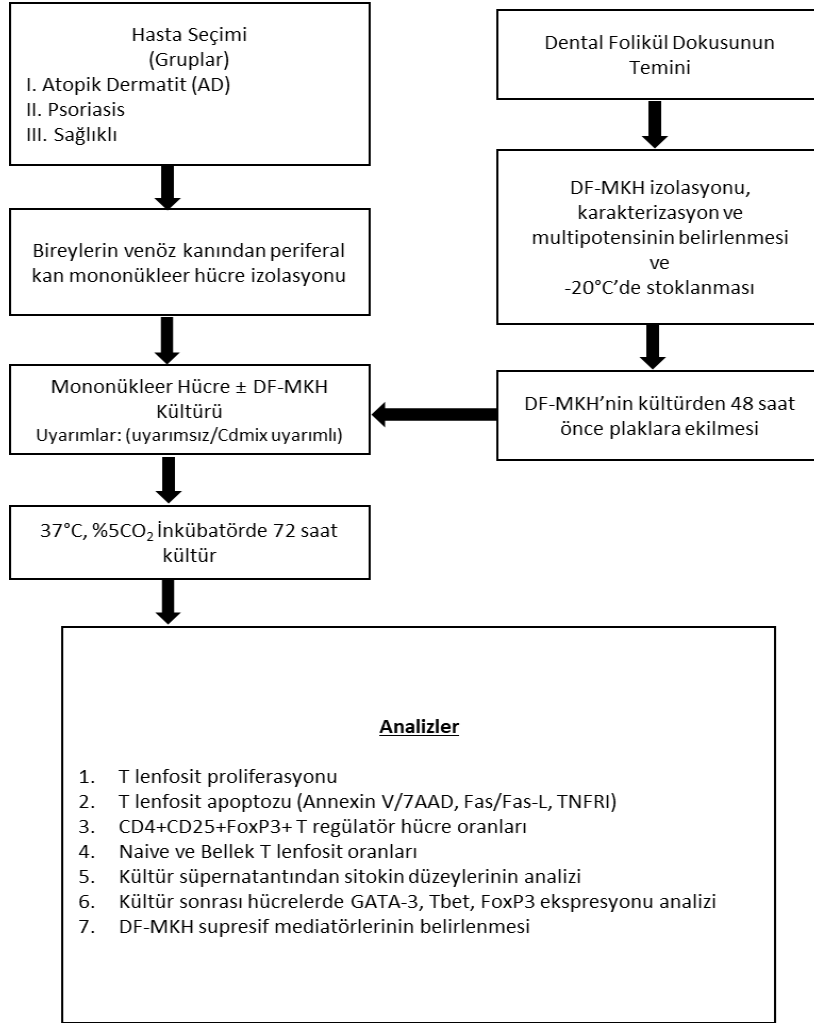 Hasta Seçimi
(Gruplar)
I. Atopik Dermatit (AD)
II. Psoriasis
III. Sağlıklı
Bireylerin venöz kanından periferal
kan mononükleer hücre izolasyonu
Dental Folikül Dokusunun
Temini
DF-MKH izolasyonu,
karakterizasyon ve
multipotensinin belirlenmesi
ve
-20°C’de stoklanması
DF-MKH’nin kültürden 48 saat
önce plaklara ekilmesi
Mononükleer Hücre ± DF-MKH
Kültürü
Uyarımlar: (uyarımsız/Cdmix uyarımlı)
37°C, %5CO₂ İnkübatörde 72 saat
kültür
Analizler
1. T lenfosit proliferasyonu
2. T lenfosit apoptozu (Annexin V/7AAD, Fas/Fas-L, TNFRI)
3. CD4+CD25+FoxP3+ T regülatör hücre oranları
4. Naive ve Bellek T lenfosit oranları
5. Kültür süpernatantından sitokin düzeylerinin analizi
6. Kültür sonrası hücrelerde GATA-3, Tbet, FoxP3 ekspresyonu analizi
7. DF-MKH supresif mediatörlerinin belirlenmesi